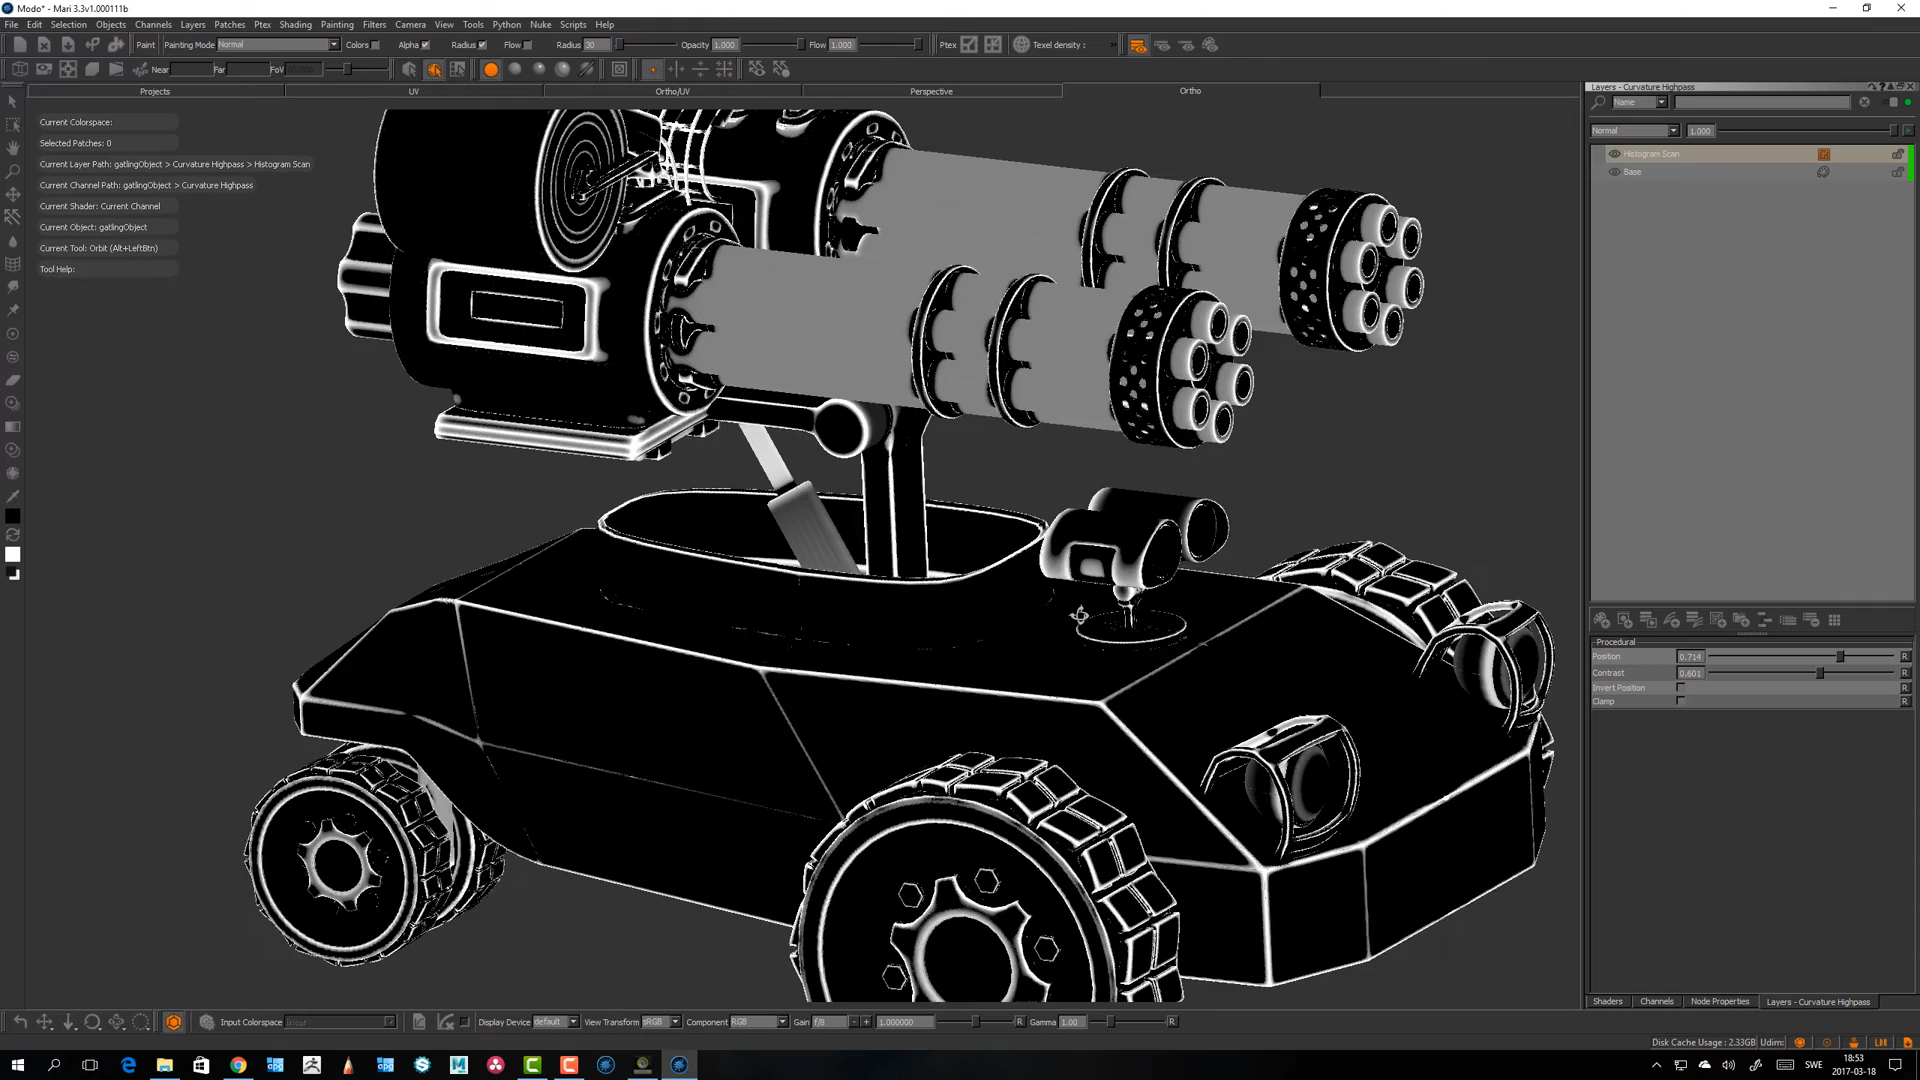 Modo* - Mari 3.3v1.000111b
File Edit Selection Objects Channels Layers Patches Ptex Shading Painting Filters Camera View Tools Python Nuke Scripts Help
Paint Painting Mode Normal Colors Alpha Radius Flow Radius 30 Opacity 1.000 Flow 1.000 Ptex Texel density :
Near Far FoV
Projects UV Ortho/UV Perspective Ortho
Layers - Curvature Highpass
Name
Normal 1.000
Histogram Scan
Base
Current Colorspace:
Selected Patches: 0
Current Layer Path: gatlingObject > Curvature Highpass > Histogram Scan
Current Channel Path: gatlingObject > Curvature Highpass
Current Shader: Current Channel
Current Object: gatlingObject
Current Tool: Orbit (Alt+LeftBtn)
Tool Help:
Procedural
Position 0.714 R
Contrast 0.601 R
Invert Position R
Clamp R
Shaders Channels Node Properties Layers - Curvature Highpass
Input Colorspace linear Display Device default View Transform sRGB Component RGB Gain f/8 - + 1.000000 R Gamma 1.00 R
Disk Cache Usage : 2.33GB Udim:
SWE
18:53
2017-03-18